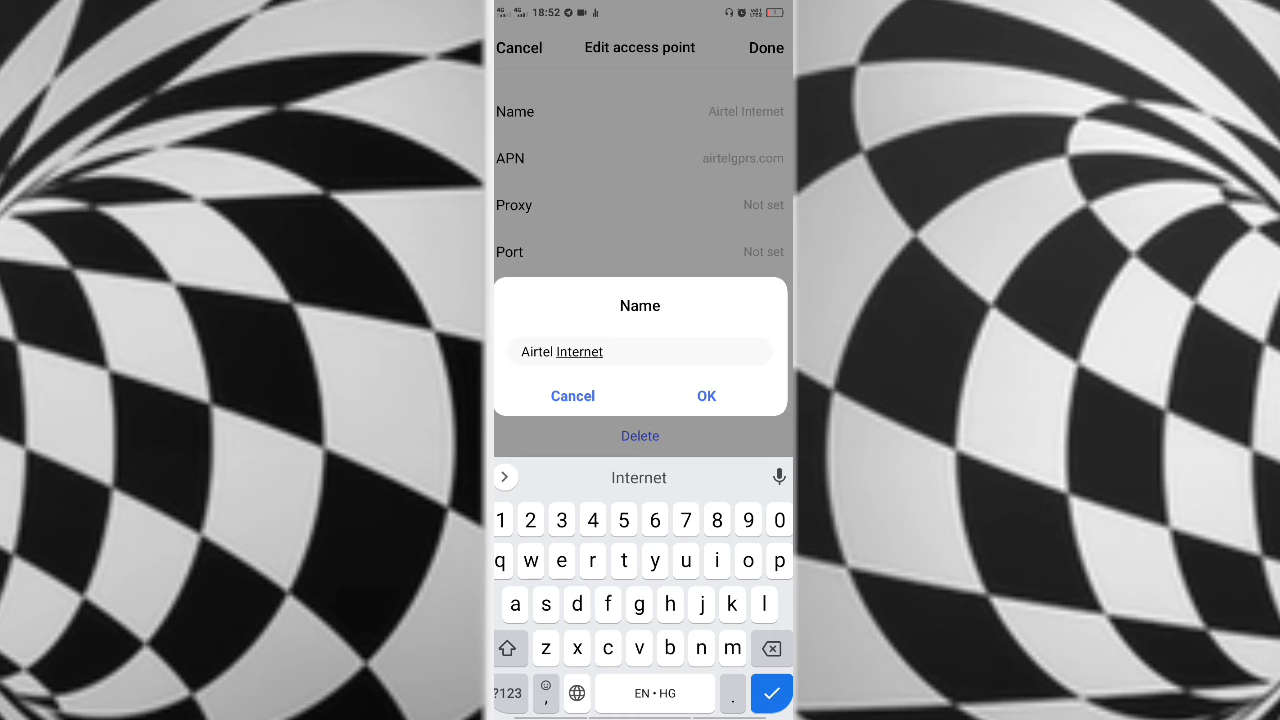 4G 4G 18:52
Cancel Edit access point Done
Name Airtel Internet
APN airtelgprs.com
Proxy Not set
Port Not set
Name
Airtel Internet
Cancel OK
Delete
Internet
1 2 3 4 5 6 7 8 9 0
q w e r t y u i o p
a s d f g h j k l
z x c v b n m
?123 , EN • HG .